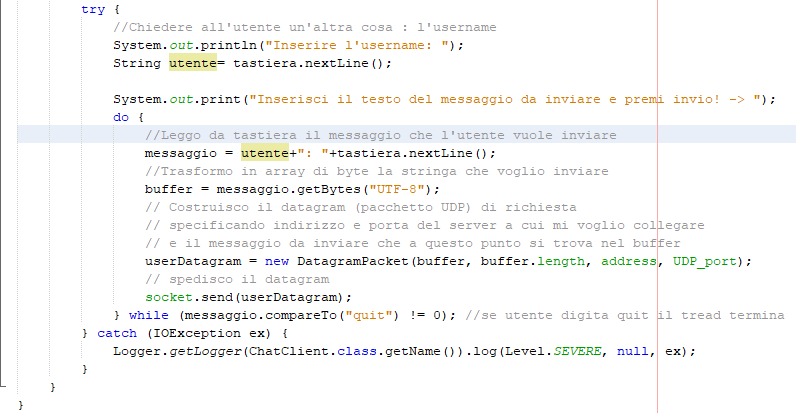 try {
//Chiedere all'utente un'altra cosa : l'username
System.out.println("Inserire l'username: ");
String utente= tastiera.nextLine();
System.out.print("Inserisci il testo del messaggio da inviare e premi invio! -> ");
do {
//Leggo da tastiera il messaggio che l'utente vuole inviare
messaggio = utente+": "+tastiera.nextLine();
//Trasformo in array di byte la stringa che voglio inviare
buffer = messaggio.getBytes("UTF-8");
// Costruisco il datagram (pacchetto UDP) di richiesta
// specificando indirizzo e porta del server a cui mi voglio collegare
// e il messaggio da inviare che a questo punto si trova nel buffer
userDatagram = new DatagramPacket(buffer, buffer.length, address, UDP_port);
// spedisco il datagram
socket.send(userDatagram);
} while (messaggio.compareTo("quit") != 0); //se utente digita quit il tread termina
} catch (IOException ex) {
Logger.getLogger(ChatClient.class.getName()).log(Level.SEVERE, null, ex);
}
}
}